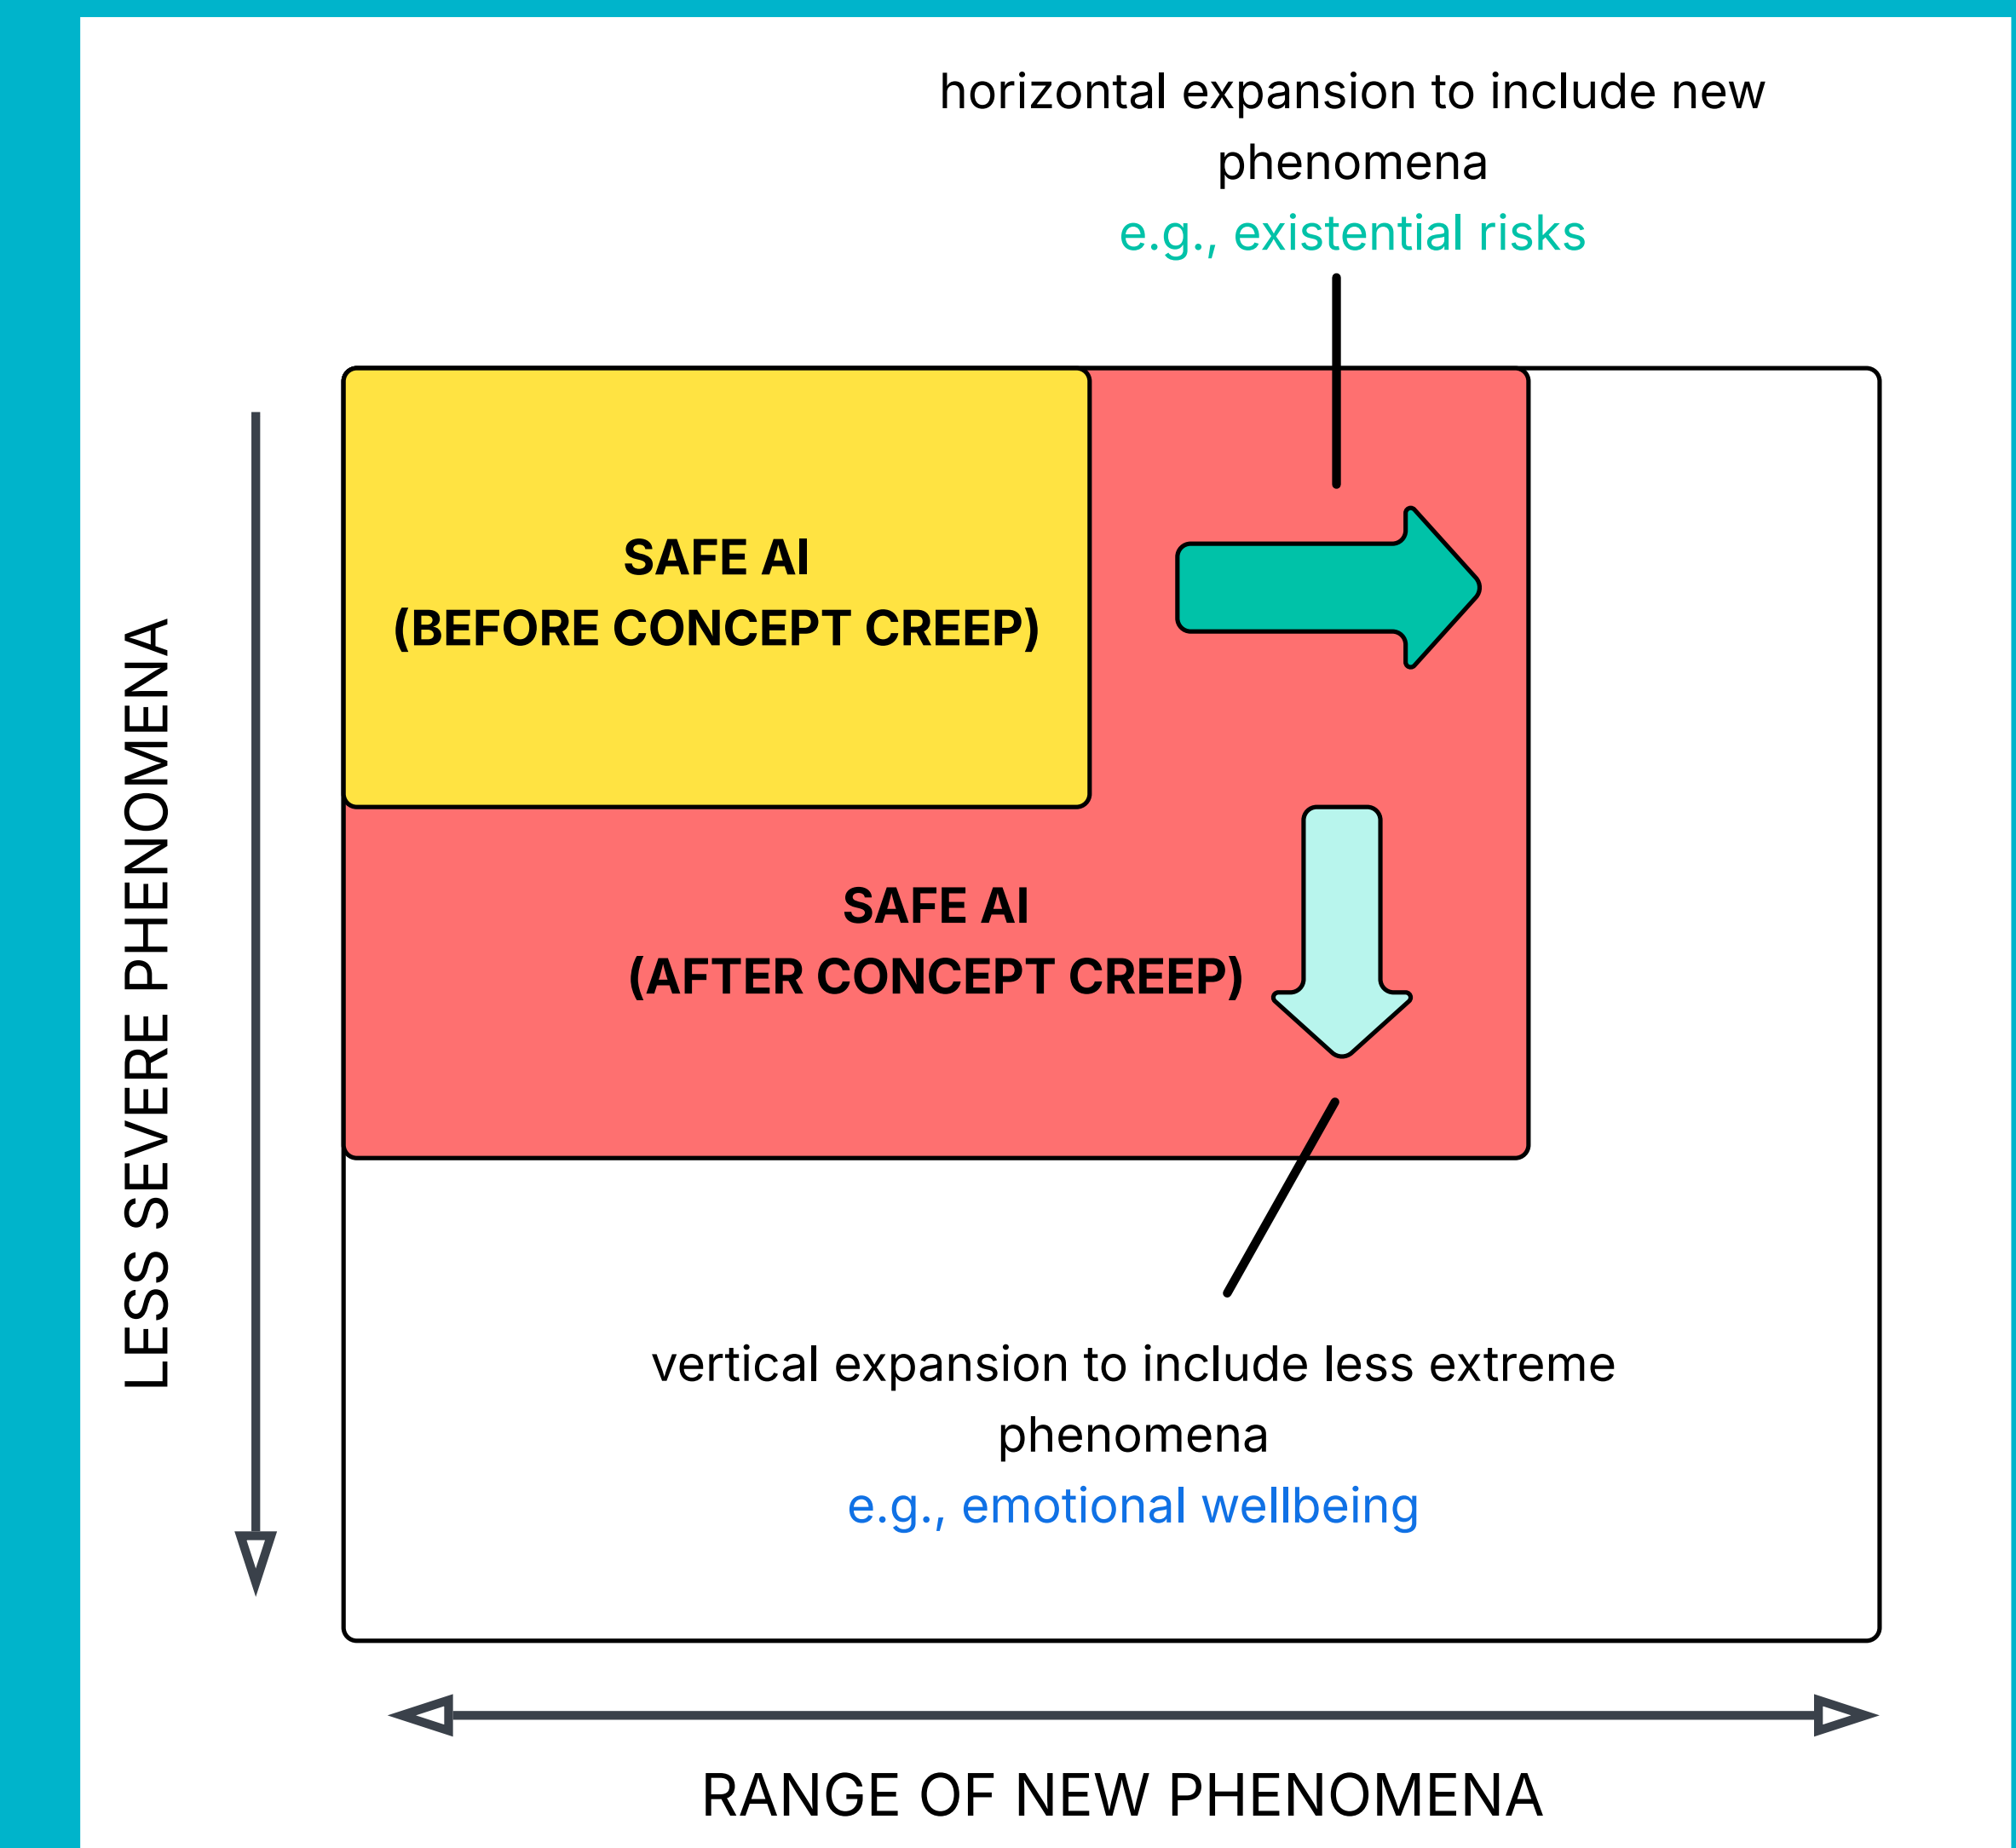 horizontal expansion to include new
phenomena
e.g., existential risks
SAFE AI
(BEFORE CONCEPT CREEP)
SAFE AI
(AFTER CONCEPT CREEP)
LESS SEVERE PHENOMENA
vertical expansion to include less extreme
phenomena
e.g., emotional wellbeing
RANGE OF NEW PHENOMENA